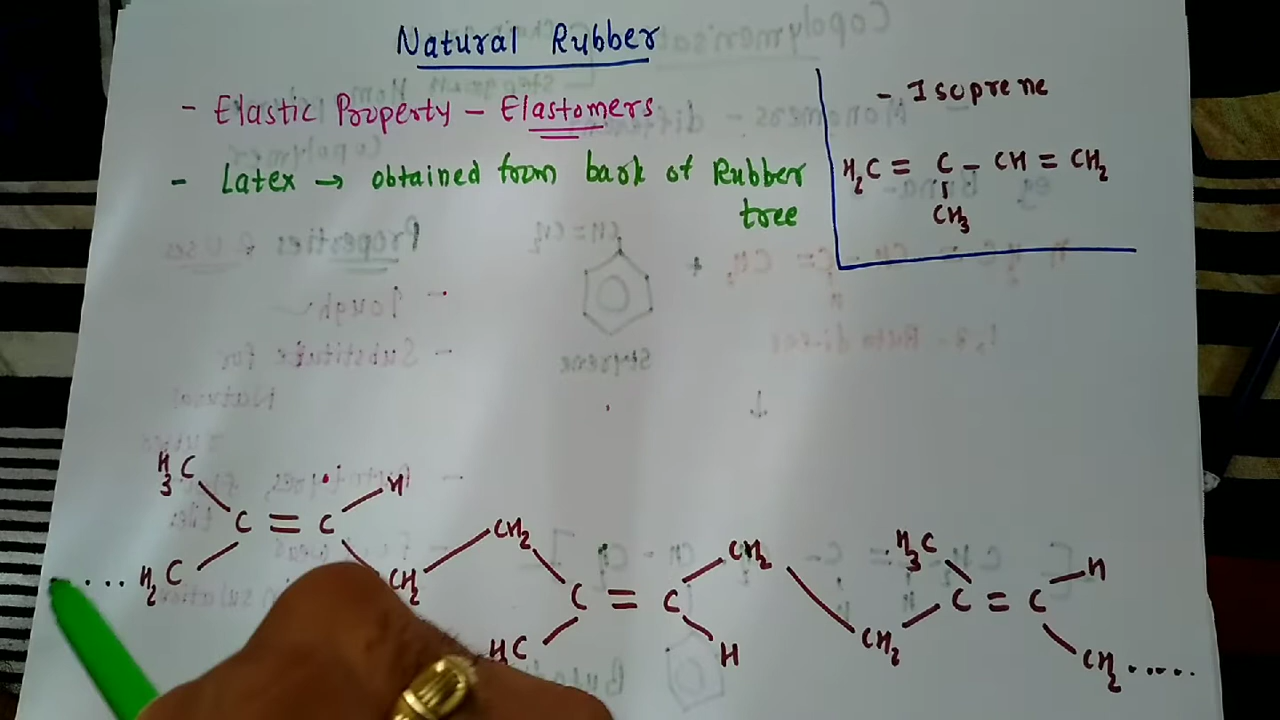 Natural Rubber
- Elastic Property - Elastomers
- Latex → obtained from bark of Rubber
tree
- Isoprene
H₂C = C - CH = CH₂
CH₃
H₃C H
C = C
...H₂C CH₂ CH₂
C = C
H₃C CH₂ H
H₃C H
C = C
CH₂ CH₂.....